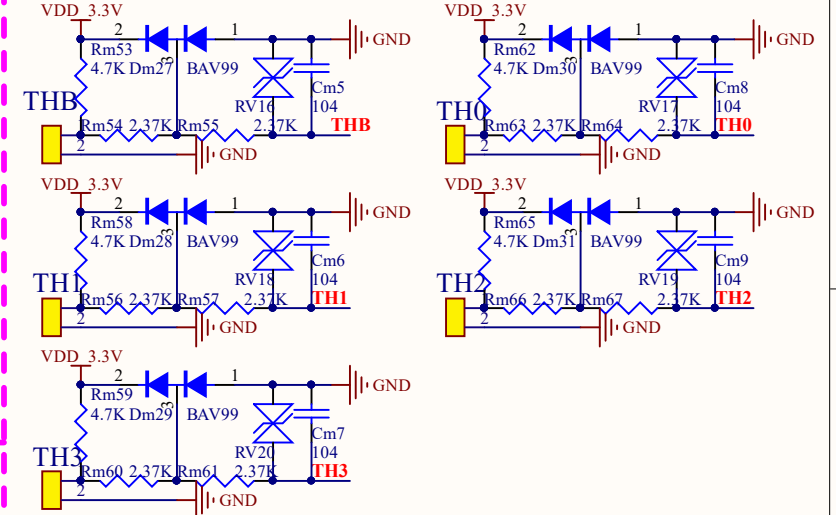 VDD_3.3V
2
1
GND
Rm53
4.7K Dm27
3
BAV99
Cm5
104
RV16
THB
Rm54 2.37K Rm55
2.37K
THB
2
GND
VDD_3.3V
2
1
GND
Rm62
4.7K Dm30
3
BAV99
Cm8
104
RV17
TH0
Rm63 2.37K Rm64
2.37K
TH0
2
GND
VDD_3.3V
2
1
GND
Rm58
4.7K Dm28
3
BAV99
Cm6
104
RV18
TH1
Rm56 2.37K Rm57
2.37K
TH1
2
GND
VDD_3.3V
2
1
GND
Rm65
4.7K Dm31
3
BAV99
Cm9
104
RV19
TH2
Rm66 2.37K Rm67
2.37K
TH2
2
GND
VDD_3.3V
2
1
GND
Rm59
4.7K Dm29
3
BAV99
Cm7
104
RV20
TH3
Rm60 2.37K Rm61
2.37K
TH3
2
GND